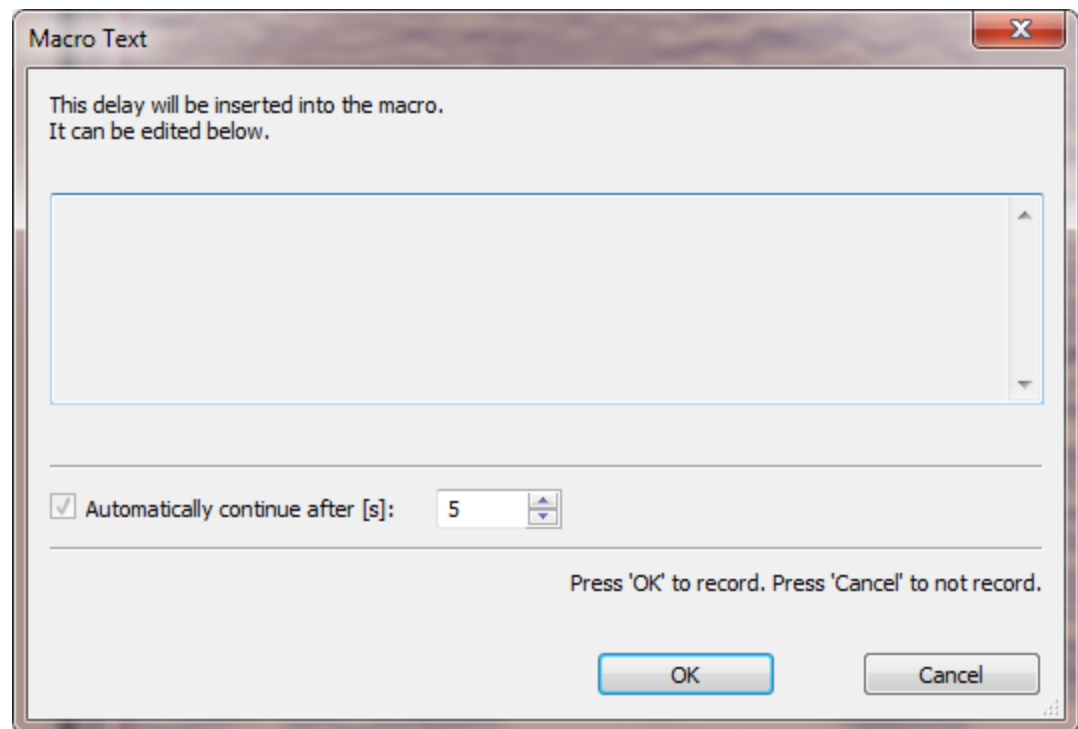 Macro Text
This delay will be inserted into the macro.
It can be edited below.
Automatically continue after [s]: 5
Press 'OK' to record. Press 'Cancel' to not record.
OK Cancel